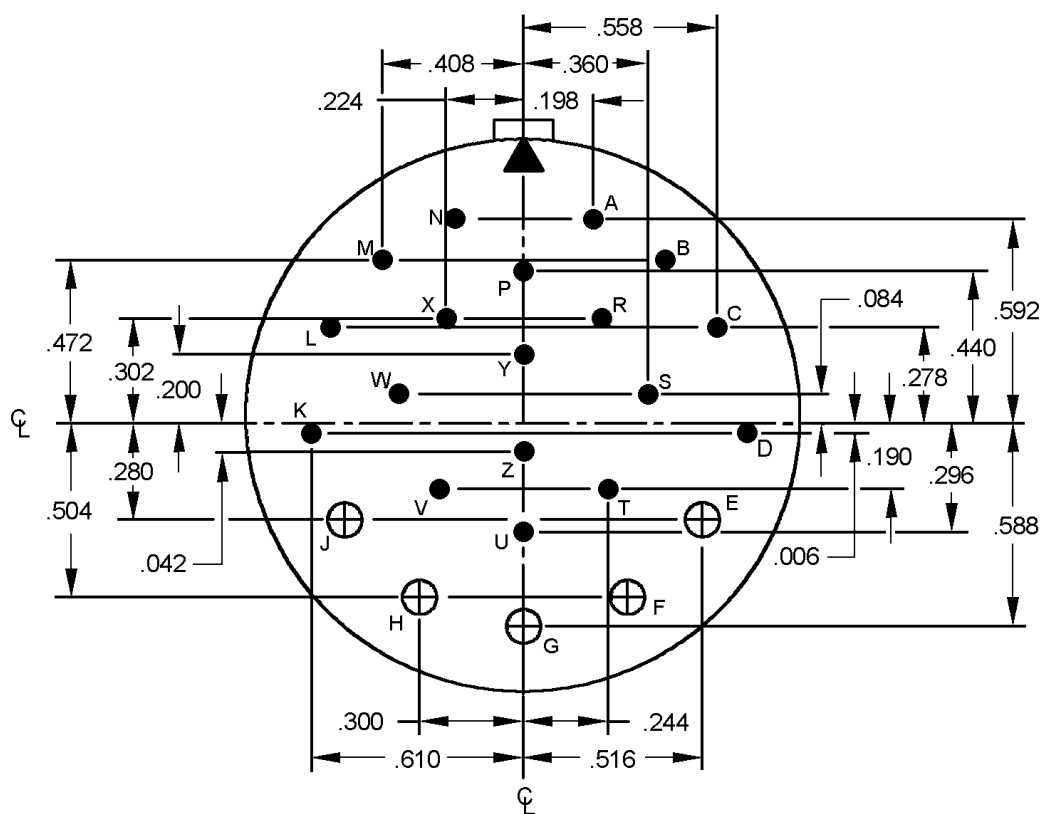 .558
.408
.360
.224
.198
N
A
M
B
P
X
R
C
L
.084
.592
.472
.302
.440
.200
Y
.278
W
S
℄
K
D
.280
Z
.190
.296
.504
V
T
E
J
U
.588
.042
.006
H
F
G
.300
.244
.610
.516
℄